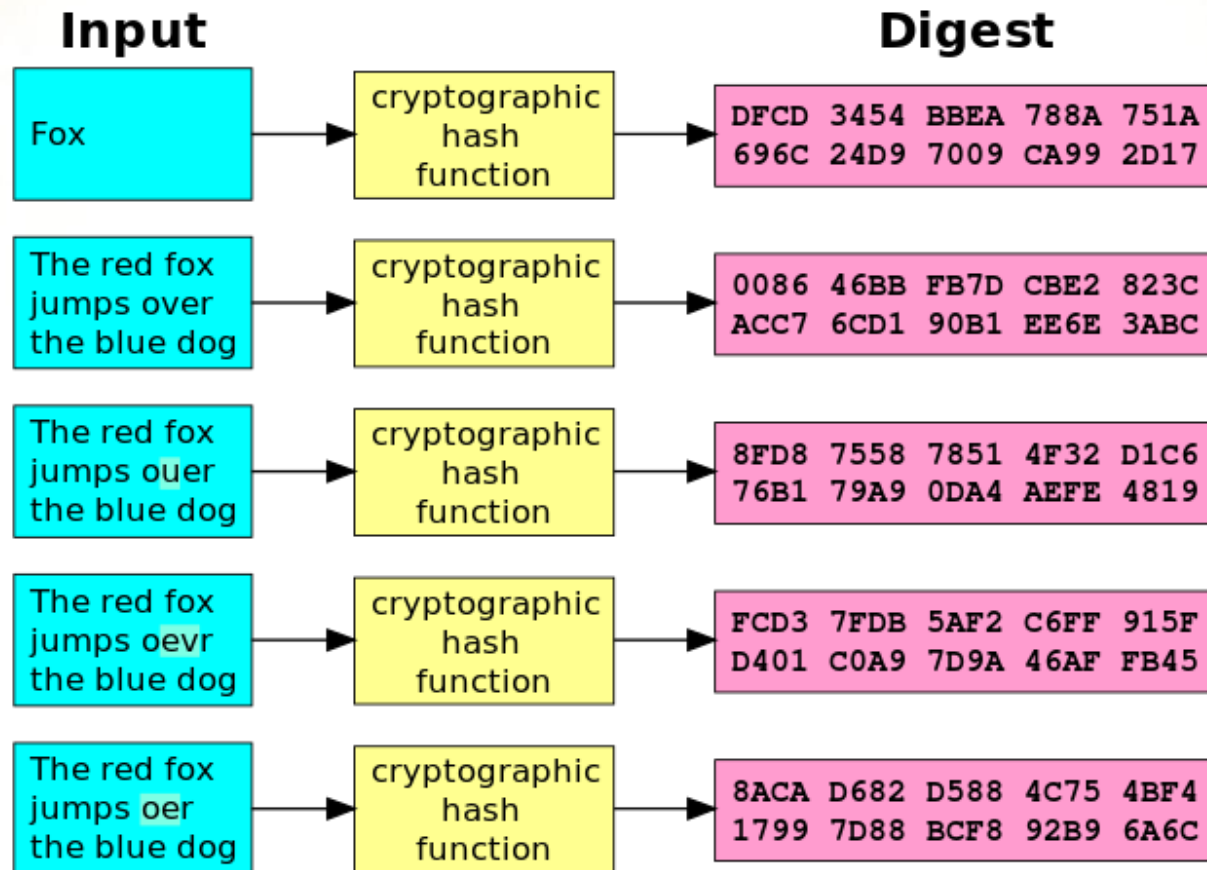 Input Digest
Fox
cryptographic
hash
function
DFCD 3454 BBEA 788A 751A
696C 24D9 7009 CA99 2D17
The red fox
jumps over
the blue dog
cryptographic
hash
function
0086 46BB FB7D CBE2 823C
ACC7 6CD1 90B1 EE6E 3ABC
The red fox
jumps ouer
the blue dog
cryptographic
hash
function
8FD8 7558 7851 4F32 D1C6
76B1 79A9 0DA4 AEFE 4819
The red fox
jumps oevr
the blue dog
cryptographic
hash
function
FCD3 7FDB 5AF2 C6FF 915F
D401 C0A9 7D9A 46AF FB45
The red fox
jumps oer
the blue dog
cryptographic
hash
function
8ACA D682 D588 4C75 4BF4
1799 7D88 BCF8 92B9 6A6C